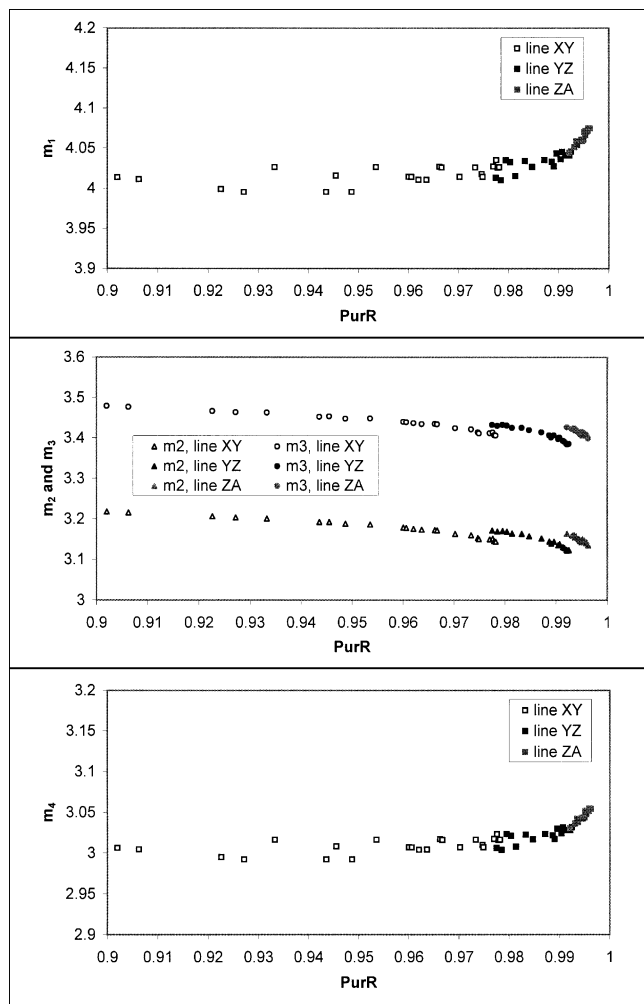 4.2
4.15
4.1
4.05
4
3.95
3.9
m1
line XY
line YZ
line ZA
0.9 0.91 0.92 0.93 0.94 0.95 0.96 0.97 0.98 0.99 1
PurR
3.6
3.5
3.4
3.3
3.2
3.1
3
m2 and m3
m2, line XY m3, line XY
m2, line YZ m3, line YZ
m2, line ZA m3, line ZA
0.9 0.91 0.92 0.93 0.94 0.95 0.96 0.97 0.98 0.99 1
PurR
3.2
3.15
3.1
3.05
3
2.95
2.9
m4
line XY
line YZ
line ZA
0.9 0.91 0.92 0.93 0.94 0.95 0.96 0.97 0.98 0.99 1
PurR